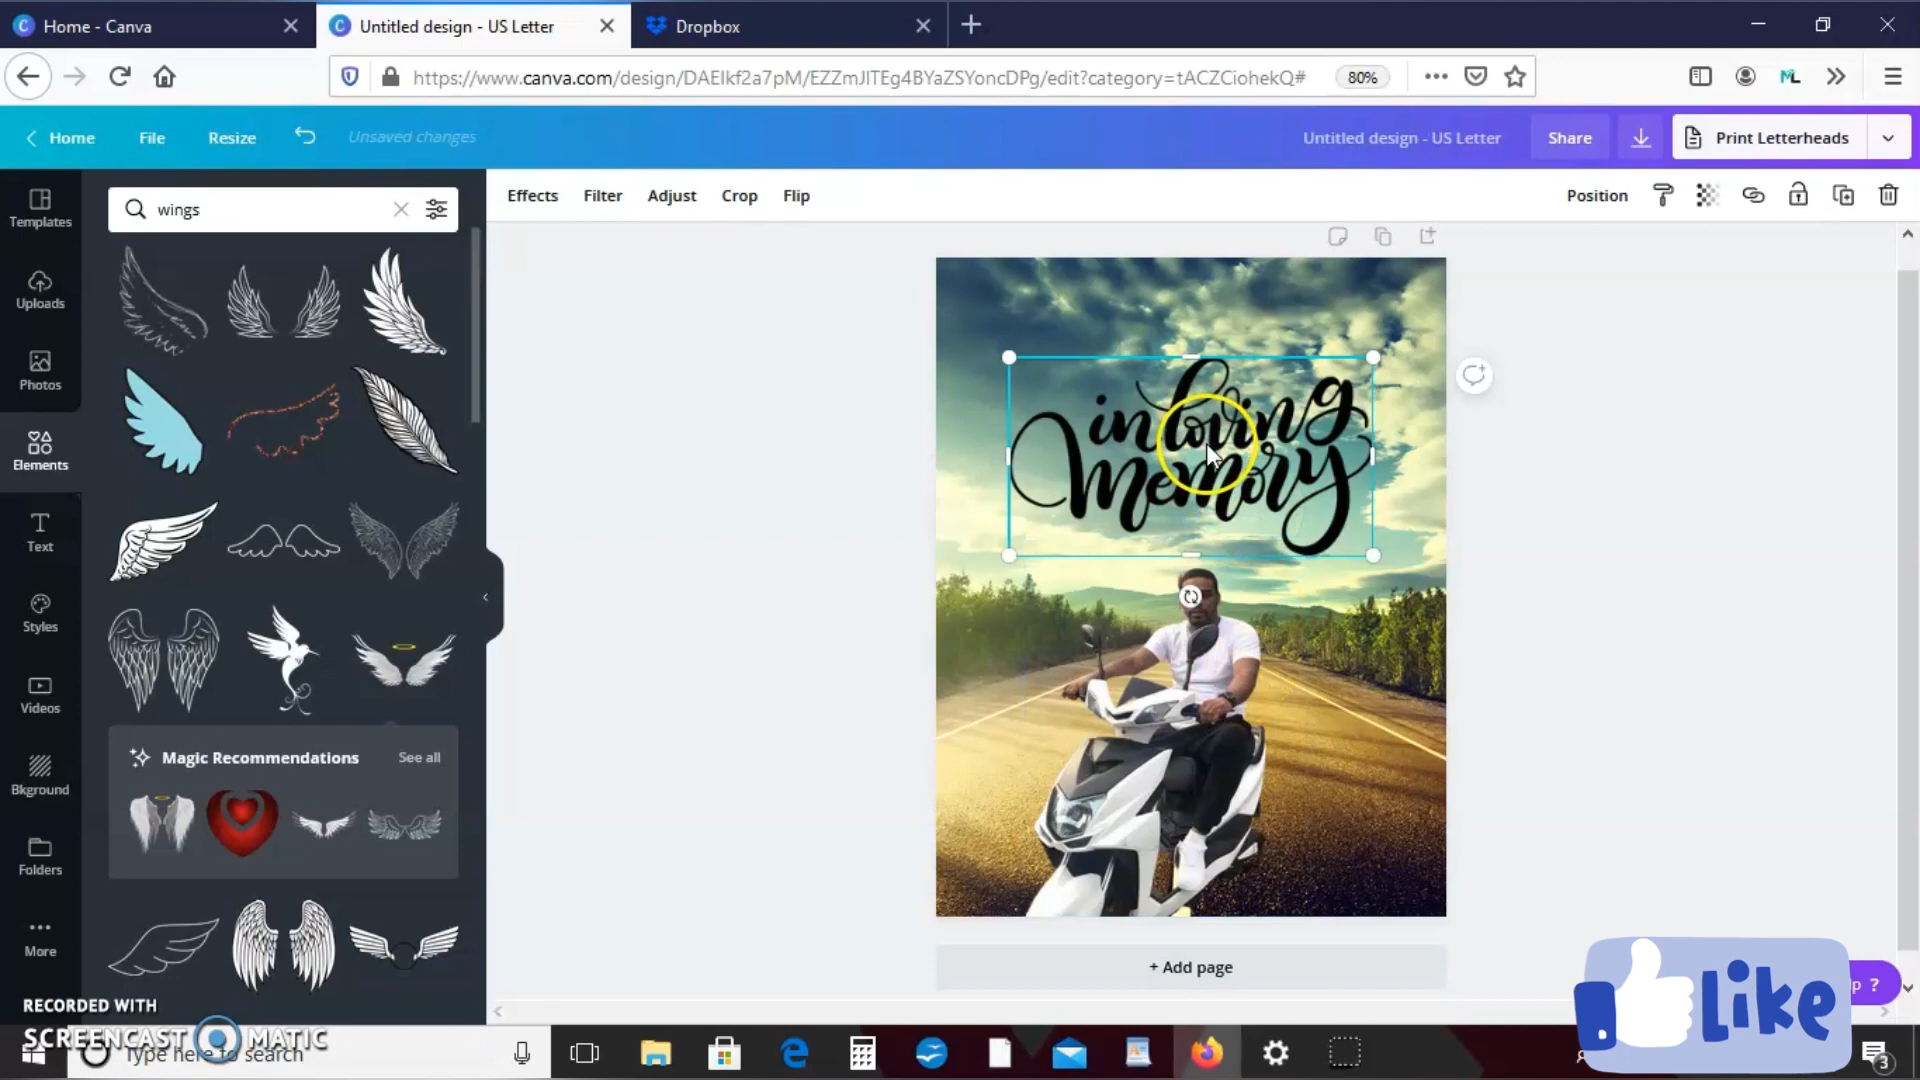 Home - Canva
Untitled design - US Letter
Dropbox
https://www.canva.com/design/DAEIkf2a7pM/EZZmJITEg4BYaZSYoncDPg/edit?category=tACZCiohekQ#
80%
Home
File
Resize
Unsaved changes
Untitled design - US Letter
Share
Print Letterheads
Templates
Uploads
Photos
Elements
Text
Styles
Videos
Bkground
Folders
More
wings
Effects
Filter
Adjust
Crop
Flip
Position
in loving
memory
Magic Recommendations
See all
+ Add page
RECORDED WITH
SCREENCAST MATIC
Type here to search
like
p ?
3